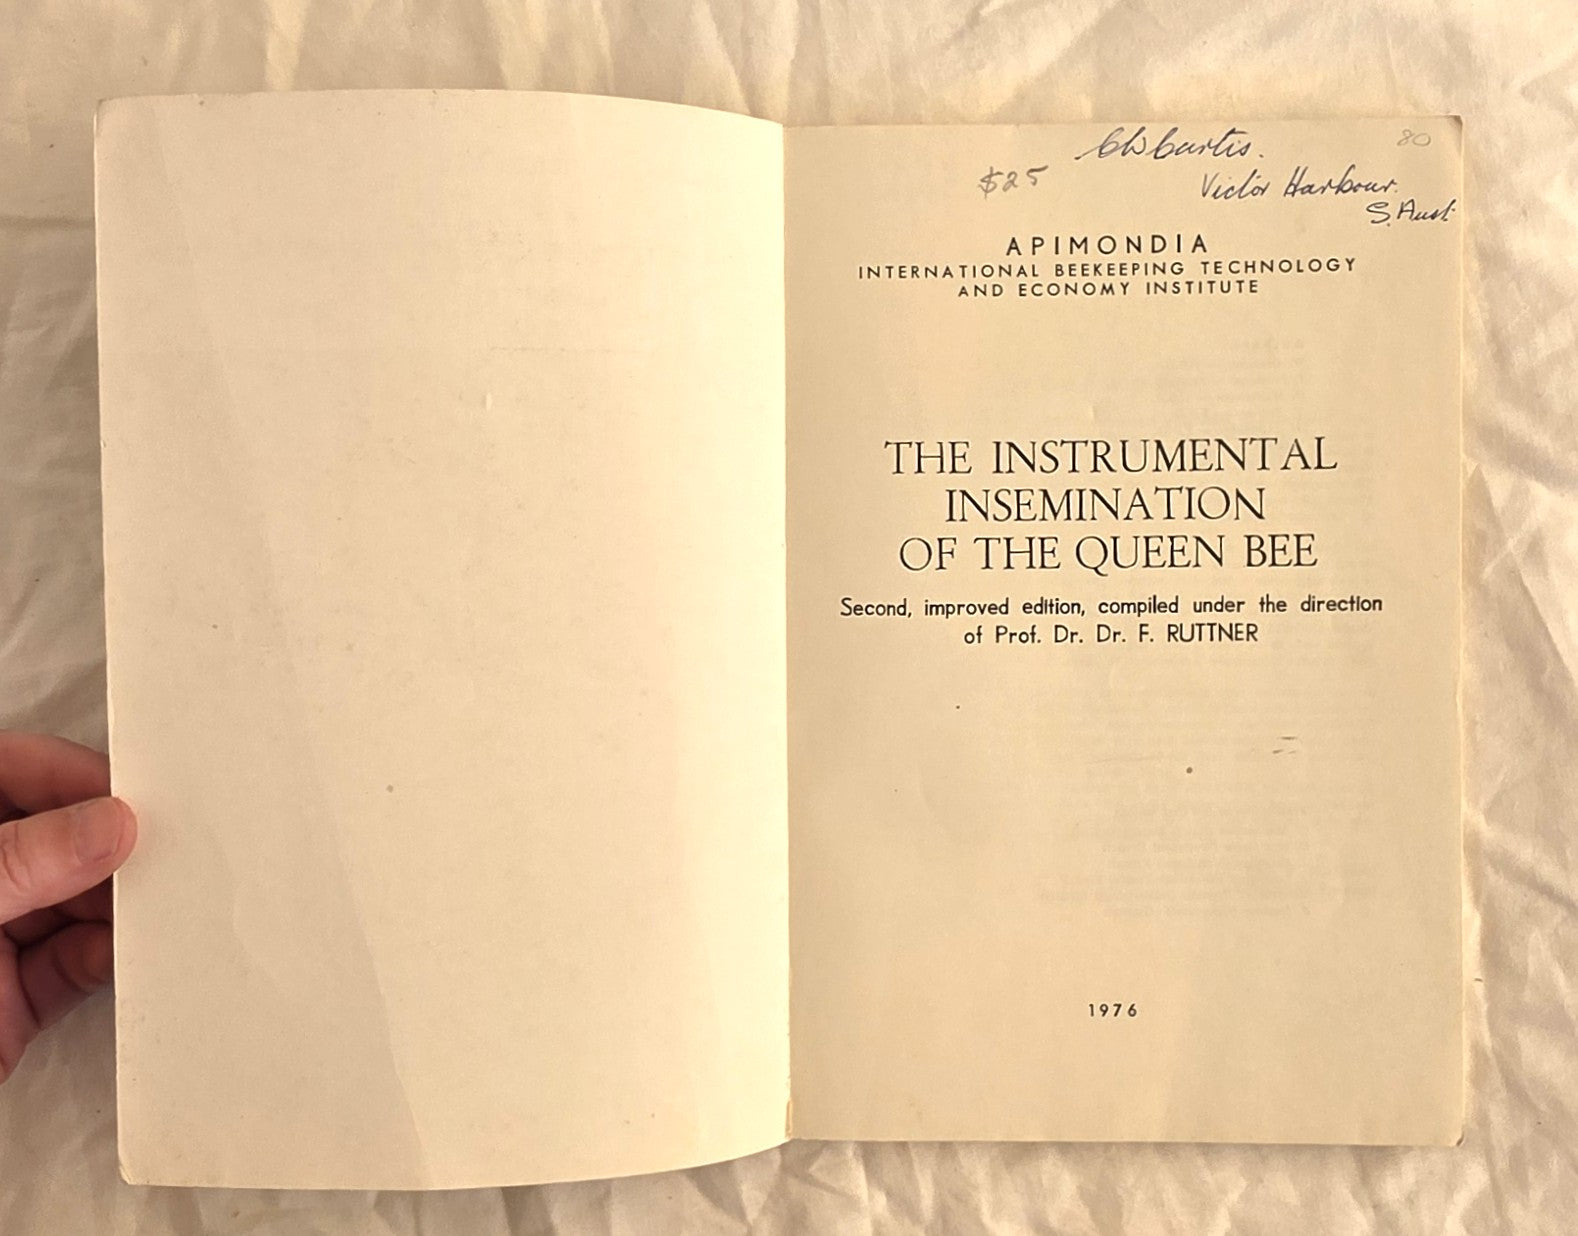 80
C W Curtis.
$25
Victor Harbour.
S. Aust.
APIMONDIA
INTERNATIONAL BEEKEEPING TECHNOLOGY
AND ECONOMY INSTITUTE
THE INSTRUMENTAL
INSEMINATION
OF THE QUEEN BEE
Second, improved edition, compiled under the direction
of Prof. Dr. Dr. F. RUTTNER
1976